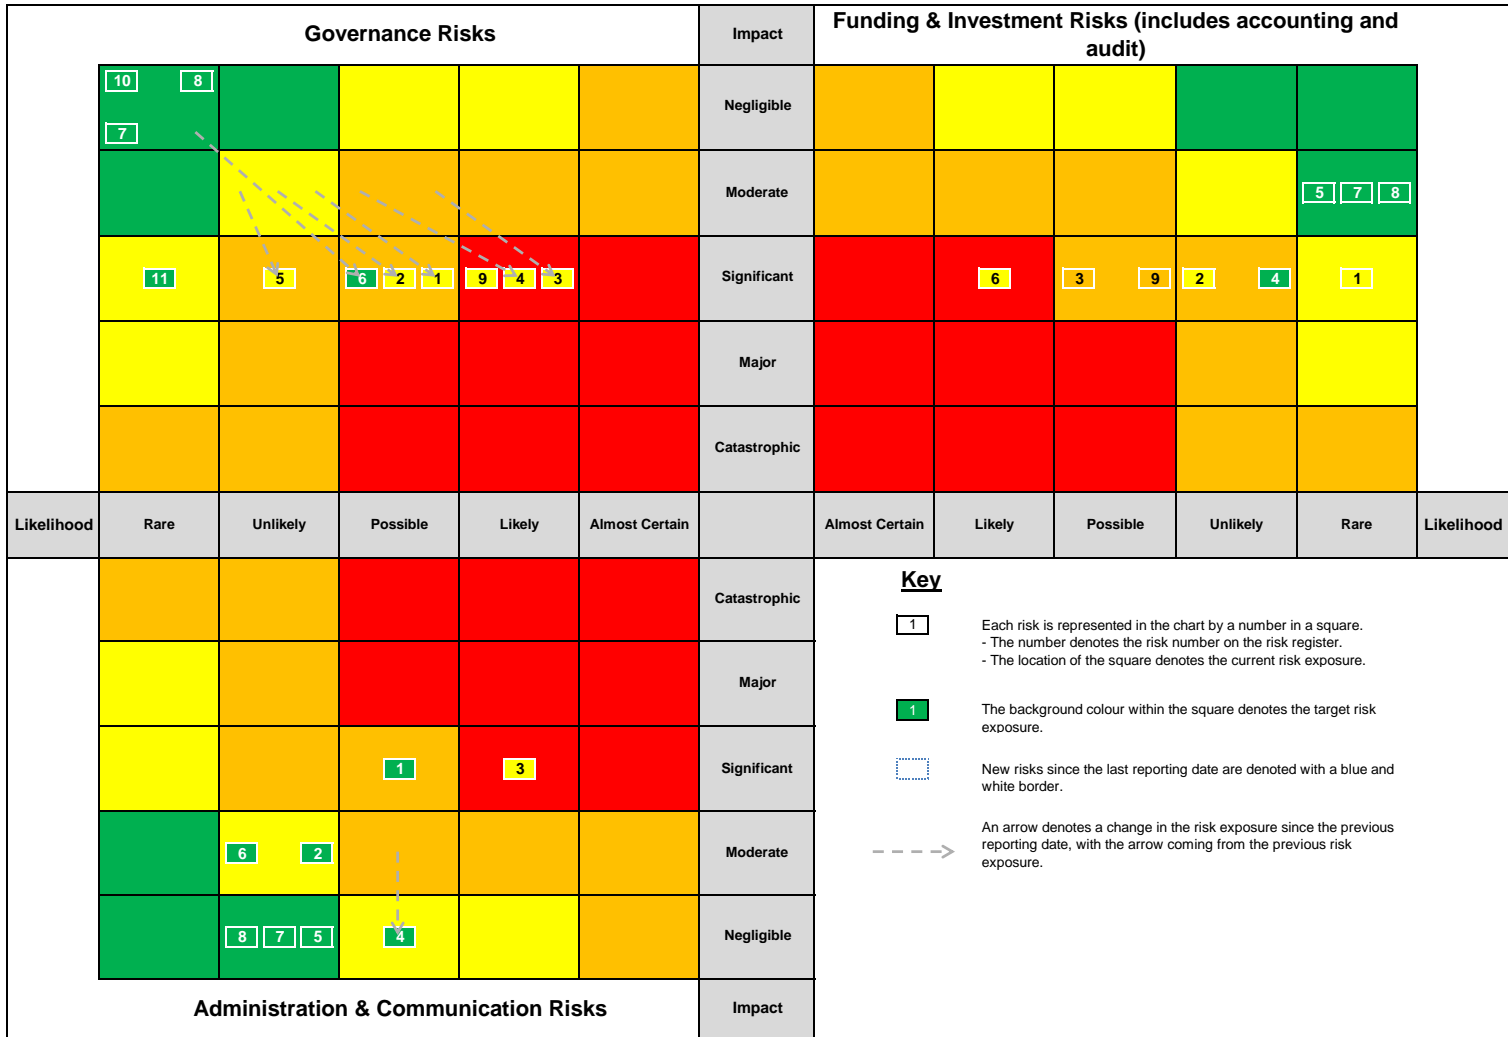 Governance Risks
Impact
Funding & Investment Risks (includes accounting and
audit)
10 8
7
Negligible
Moderate
5 7 8
11 5 6 2 1 9 4 3
Significant
6 3 9 2 4 1
Major
Catastrophic
Likelihood Rare Unlikely Possible Likely Almost Certain Almost Certain Likely Possible Unlikely Rare Likelihood
Catastrophic
Major
1 3
Significant
6 2
Moderate
8 7 5 4
Negligible
Administration & Communication Risks
Impact
Key
1
Each risk is represented in the chart by a number in a square.
- The number denotes the risk number on the risk register.
- The location of the square denotes the current risk exposure.
1
The background colour within the square denotes the target risk
exposure.
New risks since the last reporting date are denoted with a blue and
white border.
An arrow denotes a change in the risk exposure since the previous
reporting date, with the arrow coming from the previous risk
exposure.